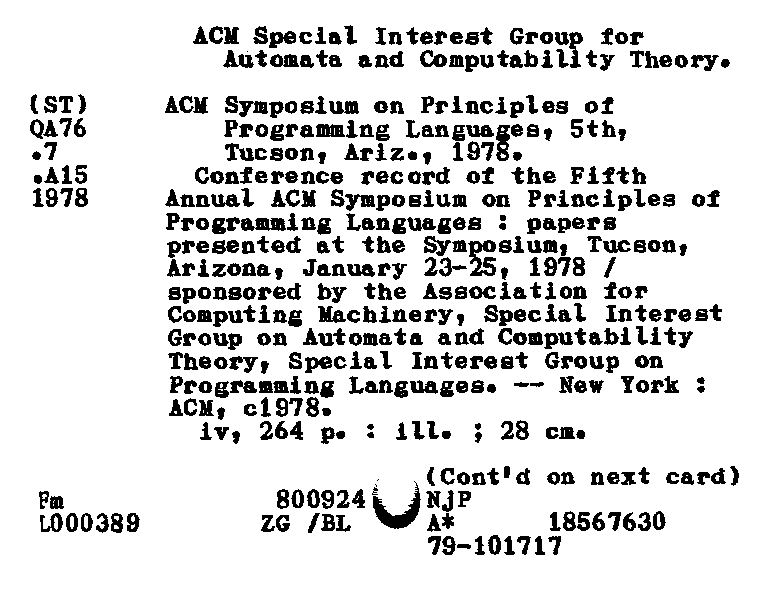 ACM Special Interest Group for
Automata and Computability Theory.
(ST) ACM Symposium on Principles of
QA76 Programming Languages, 5th,
.7 Tucson, Ariz., 1978.
.A15 Conference record of the Fifth
1978 Annual ACM Symposium on Principles of
Programming Languages : papers
presented at the Symposium, Tucson,
Arizona, January 23-25, 1978 /
sponsored by the Association for
Computing Machinery, Special Interest
Group on Automata and Computability
Theory, Special Interest Group on
Programming Languages. -- New York :
ACM, c1978.
iv, 264 p. : ill. ; 28 cm.
(Cont'd on next card)
Fm 800924 NjP
L000389 ZG /BL A* 18567630
79-101717